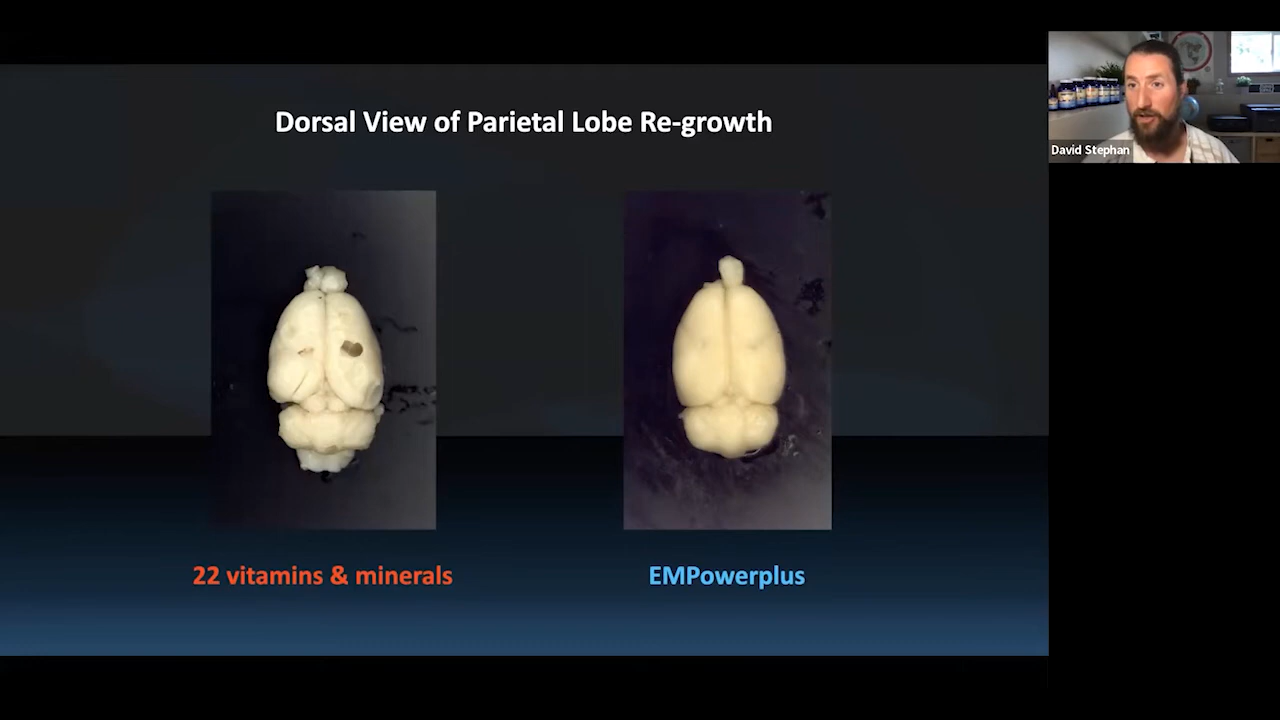 Dorsal View of Parietal Lobe Re-growth
22 vitamins & minerals
EMPowerplus
David Stephan